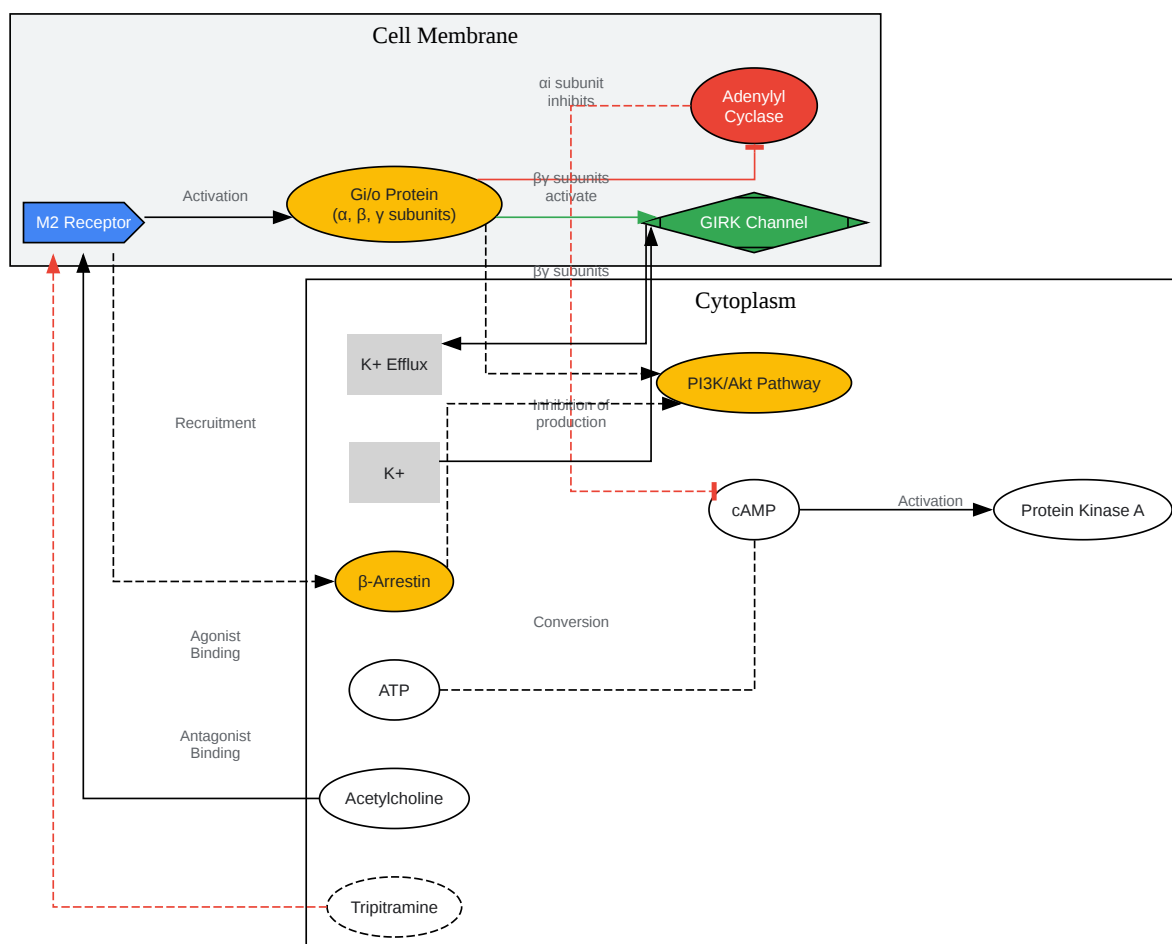 Cell Membrane
αi subunit
inhibits
Adenylyl
Cyclase
Activation
Gi/o Protein
(α, β, γ subunits)
βγ subunits
activate
M2 Receptor
GIRK Channel
βγ subunits
Cytoplasm
K+ Efflux
PI3K/Akt Pathway
Recruitment
Inhibition of
production
K+
cAMP
Activation
Protein Kinase A
β-Arrestin
Agonist
Binding
Conversion
ATP
Antagonist
Binding
Acetylcholine
Tripitramine